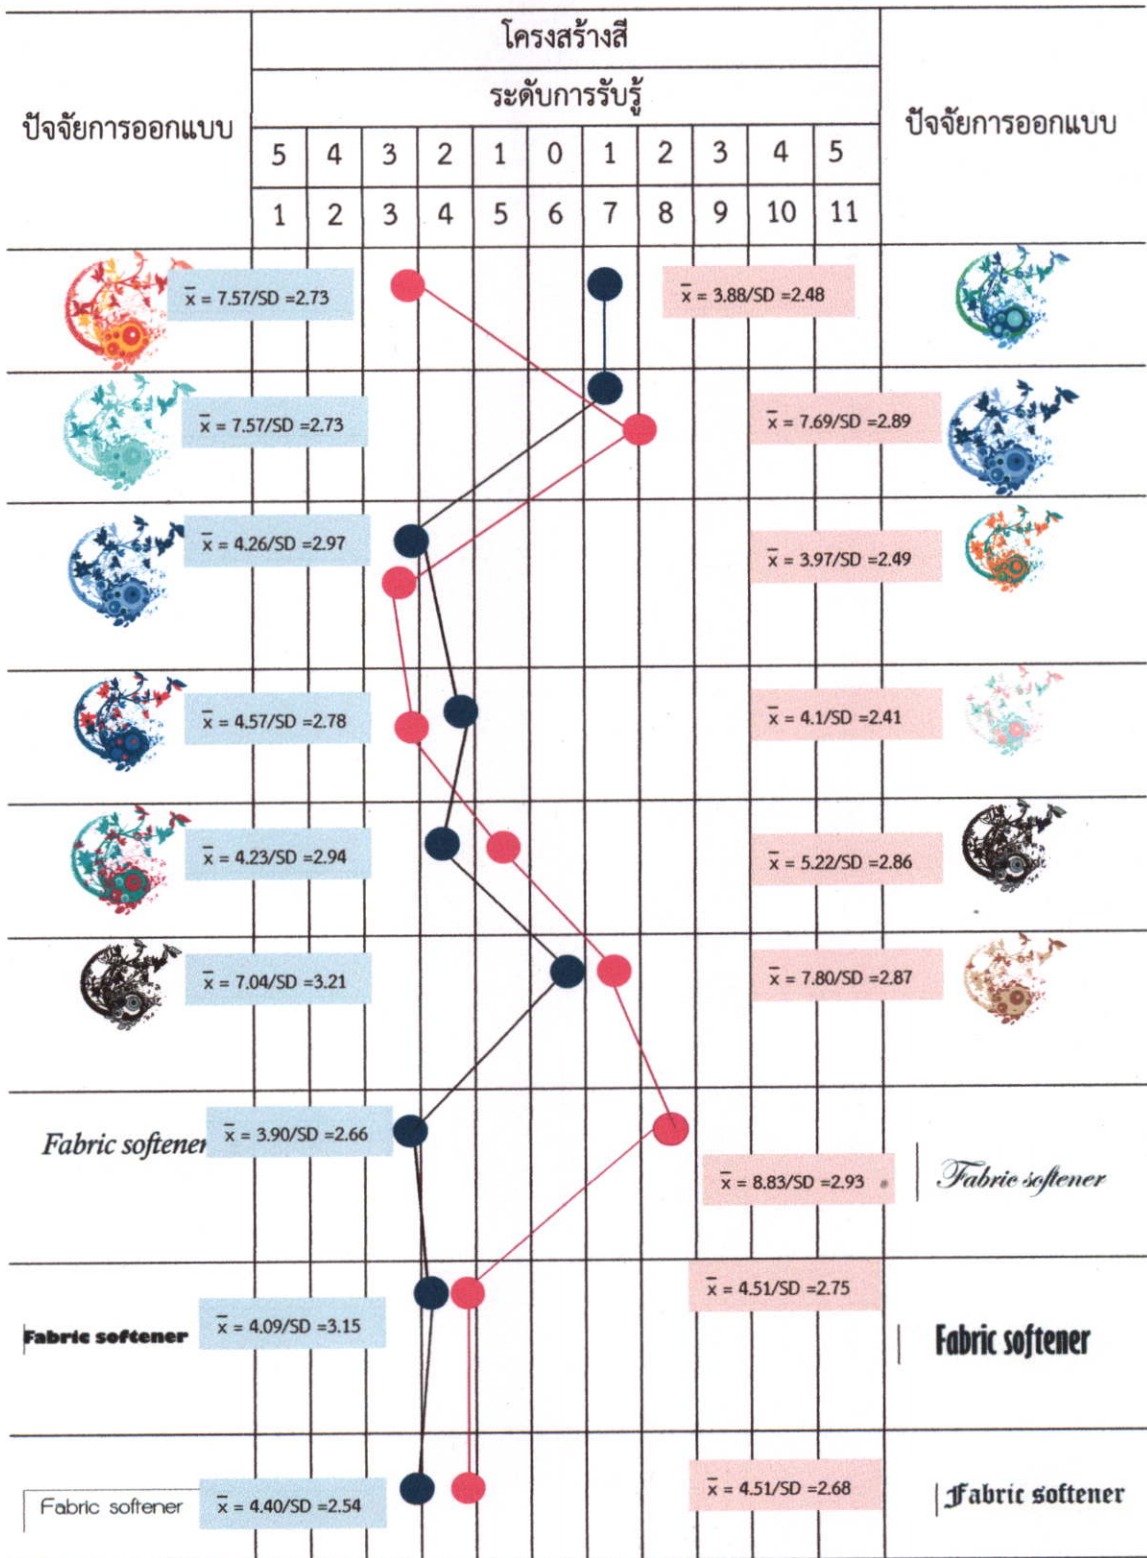 โครงสร้างสี
ระดับการรับรู้
ปัจจัยการออกแบบ
ปัจจัยการออกแบบ
5 4 3 2 1 0 1 2 3 4 5
1 2 3 4 5 6 7 8 9 10 11
x̄ = 7.57/SD =2.73
x̄ = 3.88/SD =2.48
x̄ = 7.57/SD =2.73
x̄ = 7.69/SD =2.89
x̄ = 4.26/SD =2.97
x̄ = 3.97/SD =2.49
x̄ = 4.57/SD =2.78
x̄ = 4.1/SD =2.41
x̄ = 4.23/SD =2.94
x̄ = 5.22/SD =2.86
x̄ = 7.04/SD =3.21
x̄ = 7.80/SD =2.87
Fabric softener
x̄ = 3.90/SD =2.66
x̄ = 8.83/SD =2.93
Fabric softener
Fabric softener
x̄ = 4.09/SD =3.15
x̄ = 4.51/SD =2.75
Fabric softener
Fabric softener
x̄ = 4.40/SD =2.54
x̄ = 4.51/SD =2.68
Fabric softener